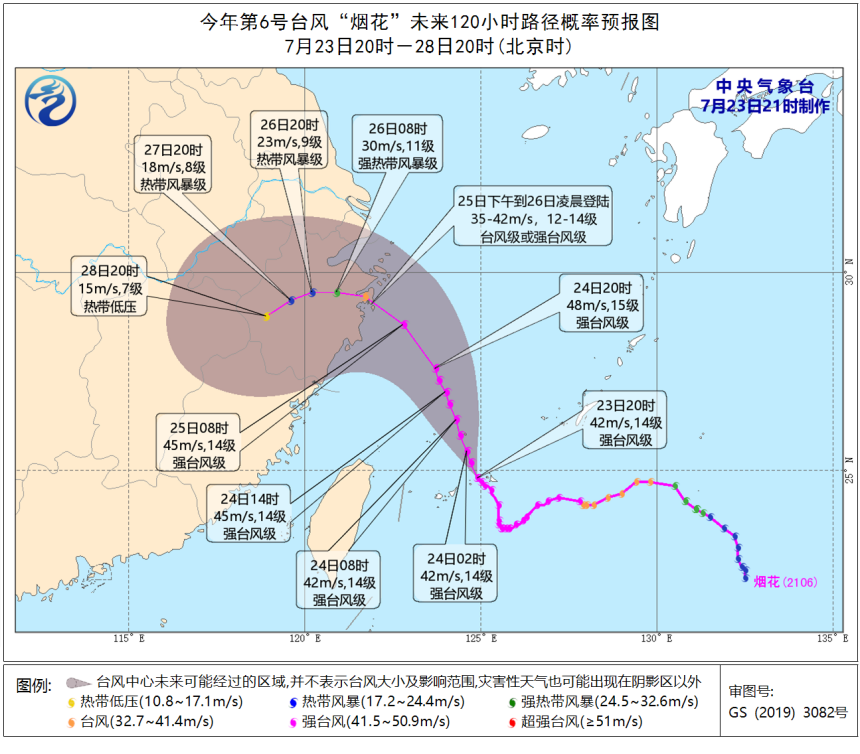 今年第6号台风“烟花”未来120小时路径概率预报图
7月23日20时－28日20时(北京时)
中央气象台
7月23日21时制作
26日20时
23m/s,9级
热带风暴级
26日08时
30m/s,11级
强热带风暴级
27日20时
18m/s,8级
热带风暴级
25日下午到26日凌晨登陆
35-42m/s，12-14级
台风级或强台风级
28日20时
15m/s,7级
热带低压
24日20时
48m/s,15级
强台风级
23日20时
42m/s,14级
强台风级
25日08时
45m/s,14级
强台风级
24日14时
45m/s,14级
强台风级
24日08时
42m/s,14级
强台风级
24日02时
42m/s,14级
强台风级
烟花(2106)
30°N
25°N
115°E
120°E
125°E
130°E
135°E
图例:
台风中心未来可能经过的区域,并不表示台风大小及影响范围,灾害性天气也可能出现在阴影区以外
热带低压(10.8~17.1m/s)
热带风暴(17.2~24.4m/s)
强热带风暴(24.5~32.6m/s)
台风(32.7~41.4m/s)
强台风(41.5~50.9m/s)
超强台风(≥51m/s)
审图号:
GS (2019) 3082号